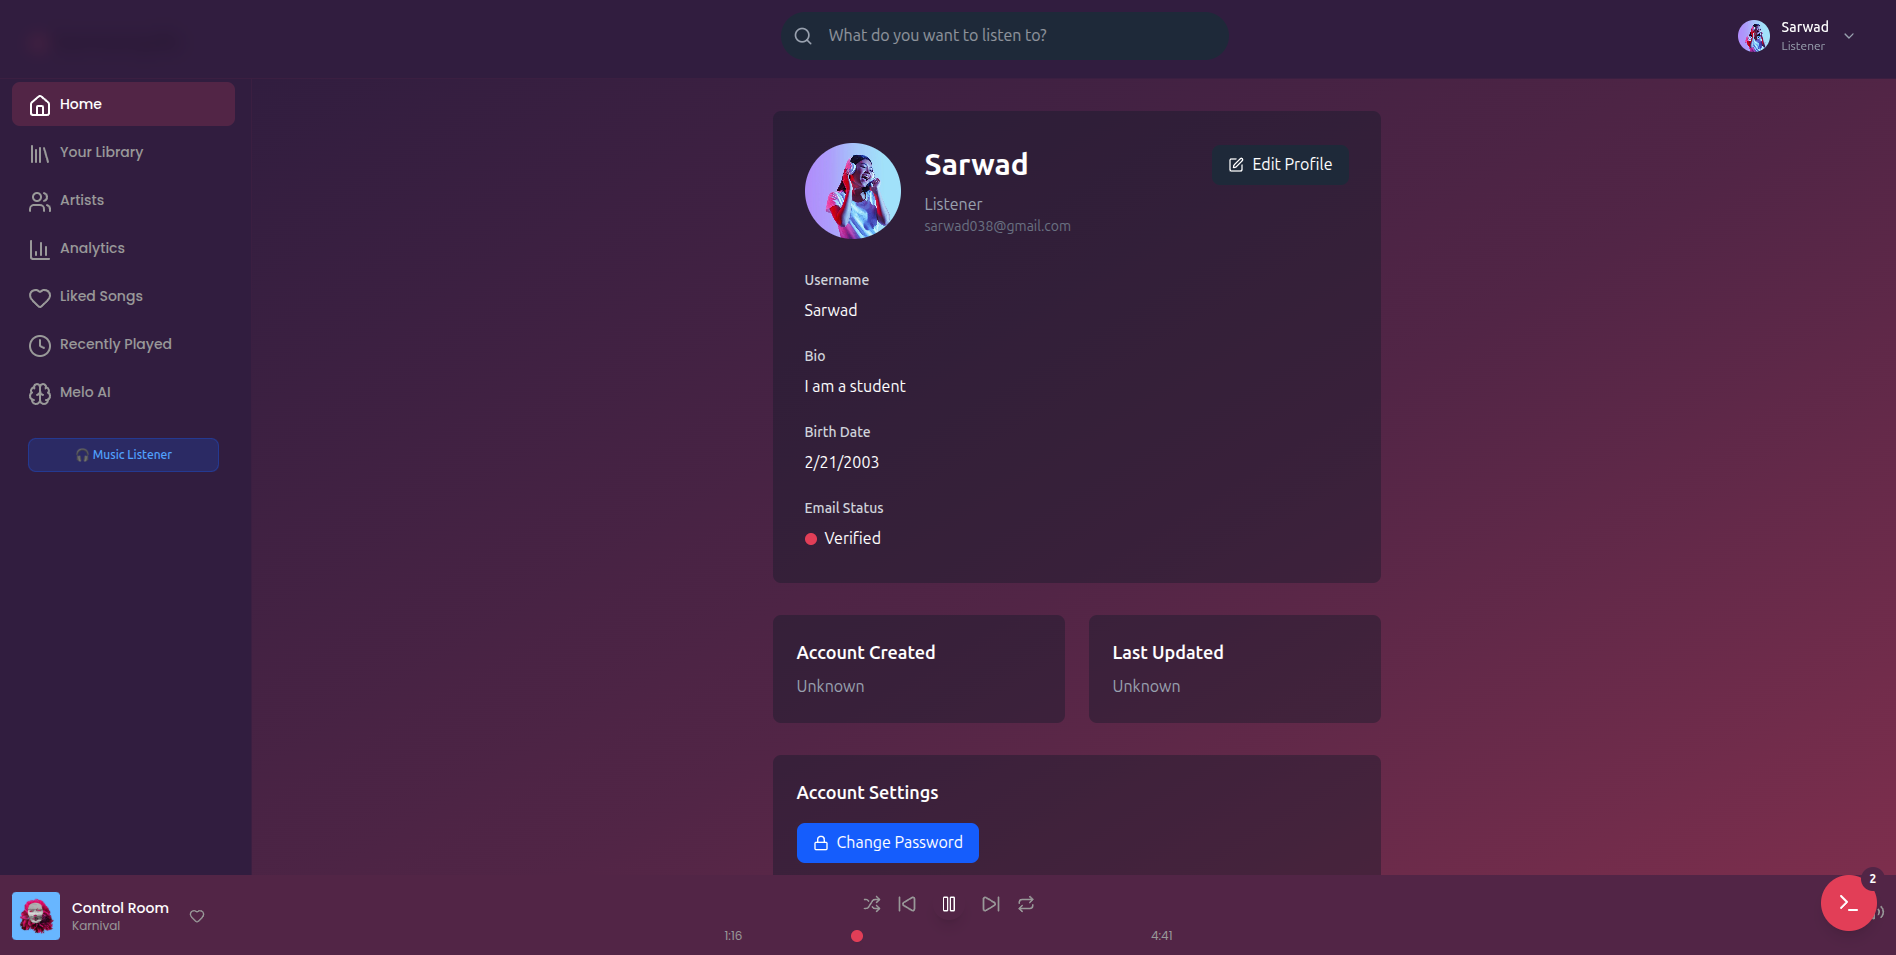 What do you want to listen to?
Sarwad
Listener
Home
Your Library
Artists
Analytics
Liked Songs
Recently Played
Melo AI
Music Listener
Sarwad
Listener
sarwad038@gmail.com
Edit Profile
Username
Sarwad
Bio
I am a student
Birth Date
2/21/2003
Email Status
Verified
Account Created
Unknown
Last Updated
Unknown
Account Settings
Change Password
Control Room
Karnival
1:16
4:41
2